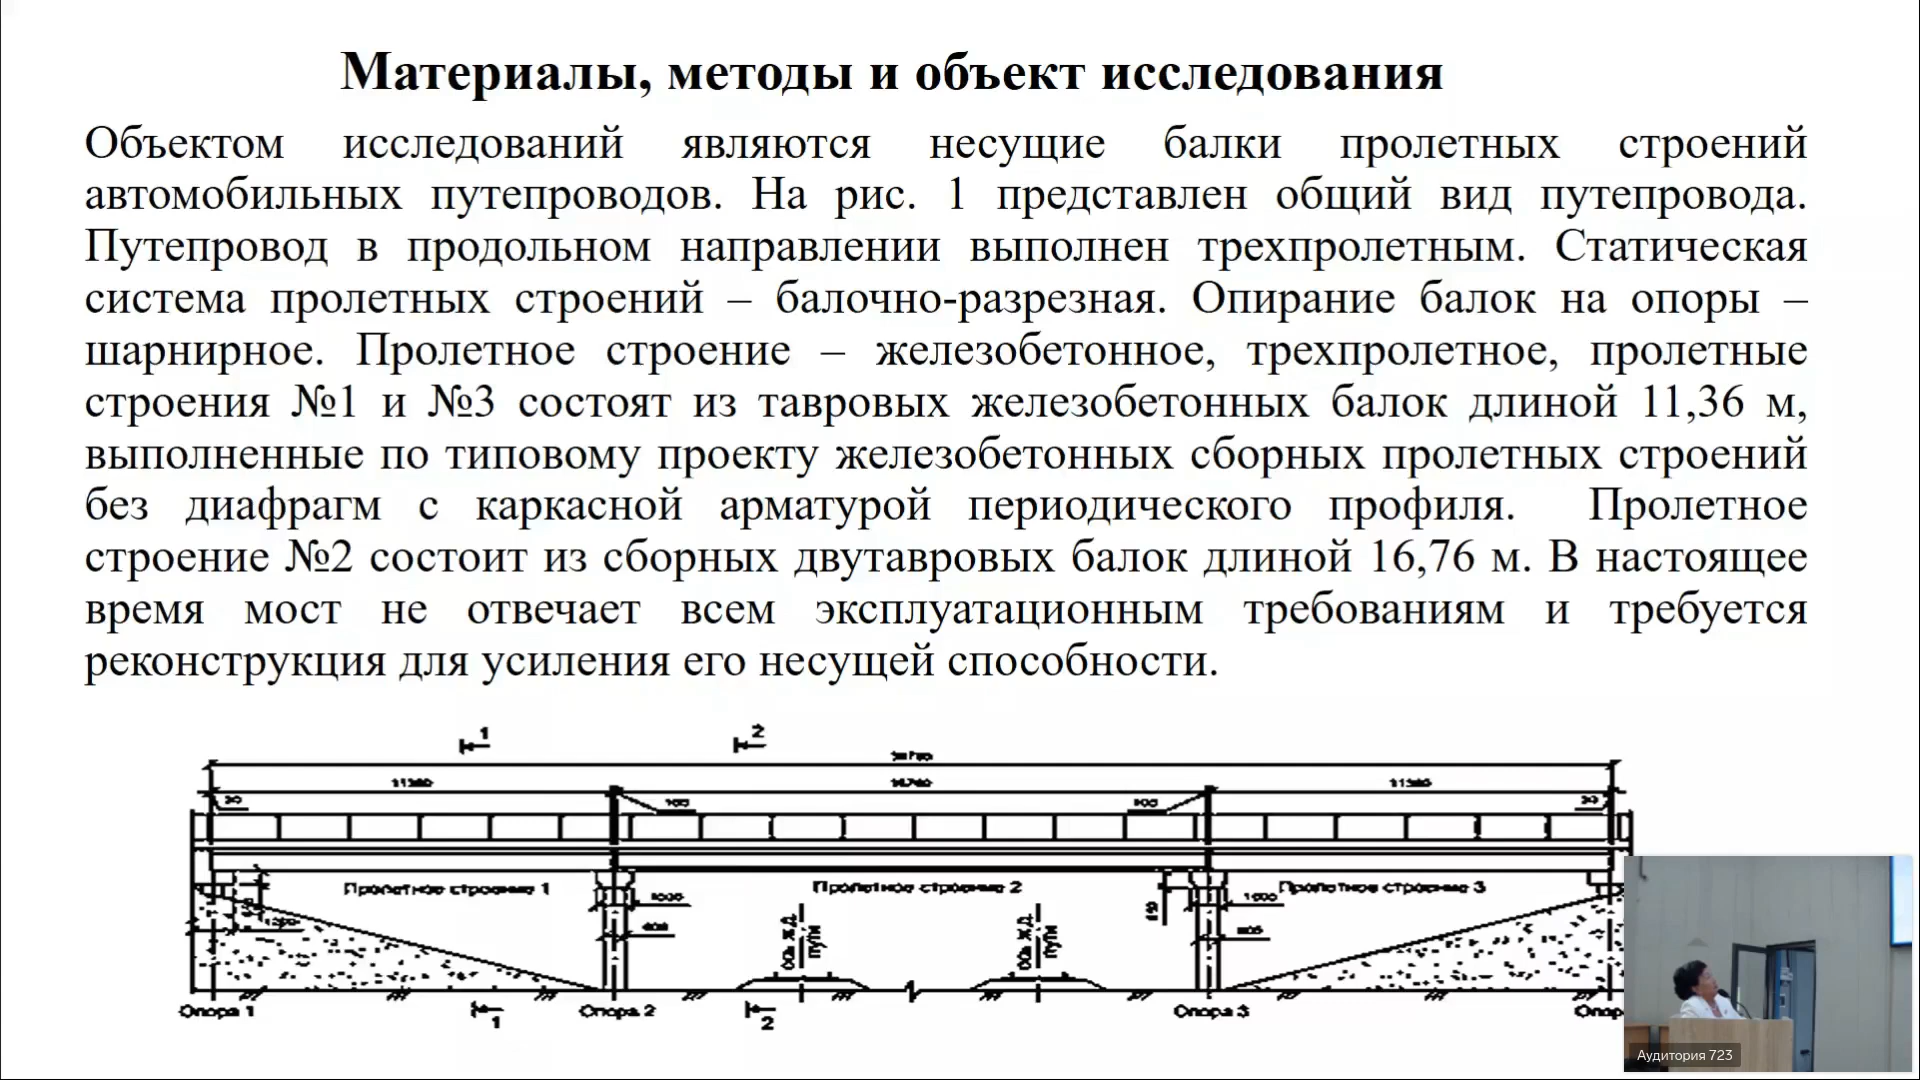 Материалы, методы и объект исследования
Объектом исследований являются несущие балки пролетных строений
автомобильных путепроводов. На рис. 1 представлен общий вид путепровода.
Путепровод в продольном направлении выполнен трехпролетным. Статическая
система пролетных строений – балочно-разрезная. Опирание балок на опоры –
шарнирное. Пролетное строение – железобетонное, трехпролетное, пролетные
строения №1 и №3 состоят из тавровых железобетонных балок длиной 11,36 м,
выполненные по типовому проекту железобетонных сборных пролетных строений
без диафрагм с каркасной арматурой периодического профиля. Пролетное
строение №2 состоит из сборных двутавровых балок длиной 16,76 м. В настоящее
время мост не отвечает всем эксплуатационным требованиям и требуется
реконструкция для усиления его несущей способности.
1 2
Пролетное строение 1 Пролетное строение 2 Пролетное строение 3
Ось ж.д. пути Ось ж.д. пути
Опора 1 1 Опора 2 2 Опора 3
Аудитория 723